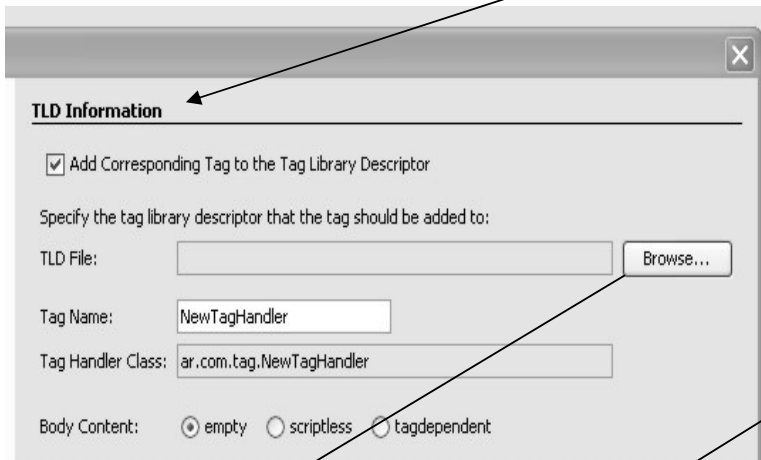 TLD Information
Add Corresponding Tag to the Tag Library Descriptor
Specify the tag library descriptor that the tag should be added to:
TLD File: Browse...
Tag Name: NewTagHandler
Tag Handler Class: ar.com.tag.NewTagHandler
Body Content: empty scriptless tagdependent